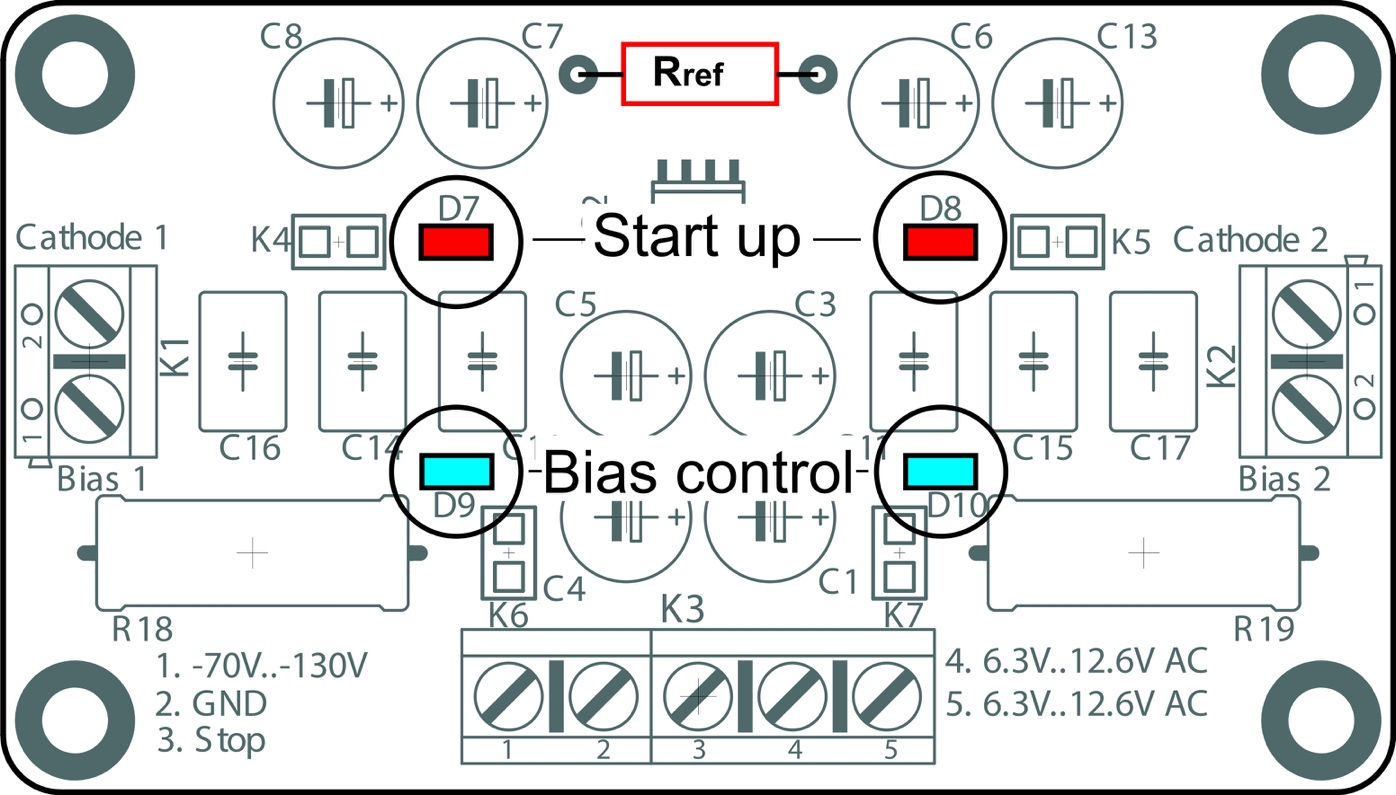 C8
C7
Rref
C6
C13
D7
D8
Cathode 1
K4
Start up
K5
Cathode 2
C5
C3
2
K1
1
K2
1
2
C16
C14
C15
C17
Bias 1
Bias control
Bias 2
D9
D10
C4
C1
K6
K3
K7
R18
R19
1. -70V..-130V
2. GND
3. Stop
4. 6.3V..12.6V AC
5. 6.3V..12.6V AC
1 2 3 4 5